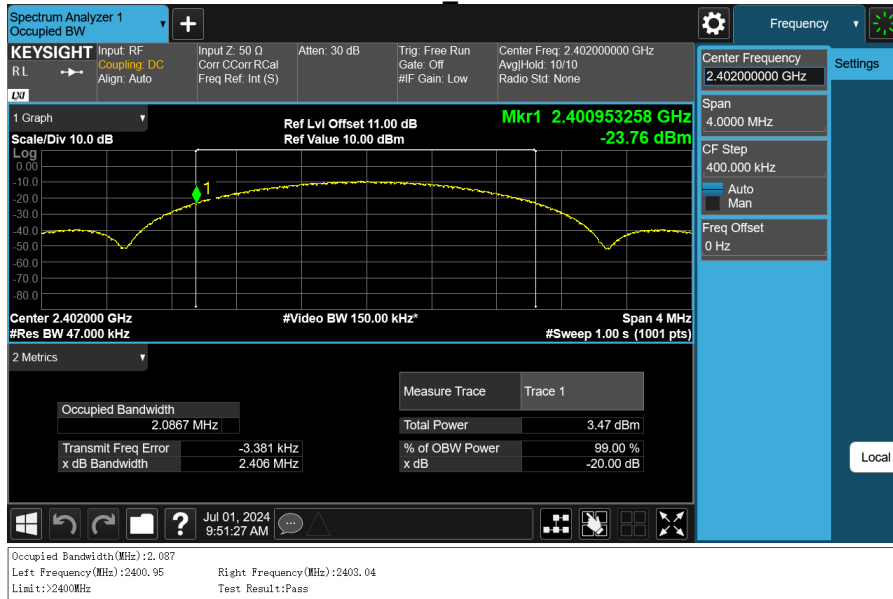 Spectrum Analyzer 1
Occupied BW
Frequency
KEYSIGHT
R L
LXI
Input: RF
Coupling: DC
Align: Auto
Input Z: 50 Ω
Corr CCorr RCal
Freq Ref: Int (S)
Atten: 30 dB
Trig: Free Run
Gate: Off
#IF Gain: Low
Center Freq: 2.402000000 GHz
Avg|Hold: 10/10
Radio Std: None
Center Frequency
2.402000000 GHz
Settings
Span
4.0000 MHz
CF Step
400.000 kHz
Auto
Man
Freq Offset
0 Hz
1 Graph
Scale/Div 10.0 dB
Ref Lvl Offset 11.00 dB
Ref Value 10.00 dBm
Mkr1 2.400953258 GHz
-23.76 dBm
Log
0.00
-10.0
-20.0
-30.0
-40.0
-50.0
-60.0
-70.0
-80.0
1
Center 2.402000 GHz
#Res BW 47.000 kHz
#Video BW 150.00 kHz*
Span 4 MHz
#Sweep 1.00 s (1001 pts)
2 Metrics
Measure Trace Trace 1
Occupied Bandwidth
2.0867 MHz
Total Power 3.47 dBm
Transmit Freq Error -3.381 kHz
% of OBW Power 99.00 %
x dB Bandwidth 2.406 MHz
x dB -20.00 dB
Local
?
Jul 01, 2024
9:51:27 AM
Occupied Bandwidth(MHz):2.087
Left Frequency(MHz):2400.95 Right Frequency(MHz):2403.04
Limit:>2400MHz Test Result:Pass